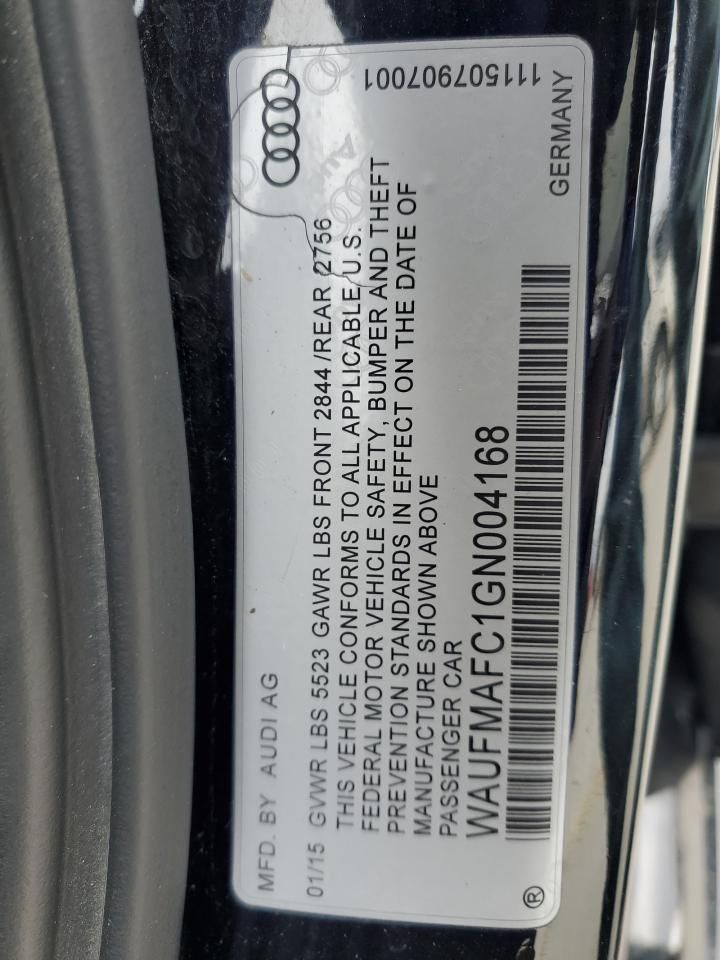 MFD. BY AUDI AG
01/15 GVWR LBS 5523 GAWR LBS FRONT 2844 /REAR 2756
THIS VEHICLE CONFORMS TO ALL APPLICABLE U.S.
FEDERAL MOTOR VEHICLE SAFETY, BUMPER AND THEFT
PREVENTION STANDARDS IN EFFECT ON THE DATE OF
MANUFACTURE SHOWN ABOVE
PASSENGER CAR
WAUFMAFC1GN004168
®
GERMANY
111507907001
Au